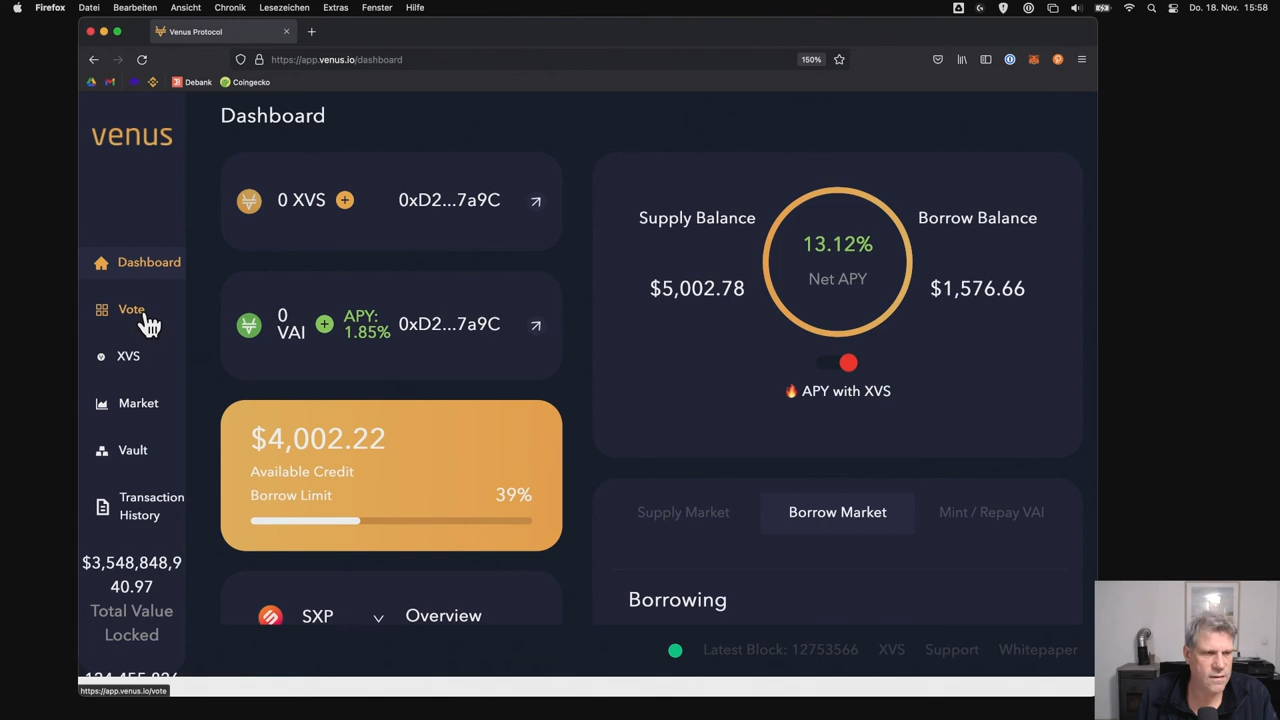 Firefox Datei Bearbeiten Ansicht Chronik Lesezeichen Extras Fenster Hilfe Do. 18. Nov. 15:58
Venus Protocol
https://app.venus.io/dashboard 150%
Debank Coingecko
venus
Dashboard
Vote
XVS
Market
Vault
Transaction
History
$3,548,848,9
40.97
Total Value
Locked
https://app.venus.io/vote
Dashboard
0 XVS 0xD2...7a9C
0
VAI
APY:
1.85%
0xD2...7a9C
$4,002.22
Available Credit
Borrow Limit 39%
SXP Overview
Supply Balance
$5,002.78
13.12%
Net APY
Borrow Balance
$1,576.66
APY with XVS
Supply Market Borrow Market Mint / Repay VAI
Borrowing
Latest Block: 12753566 XVS Support Whitepaper